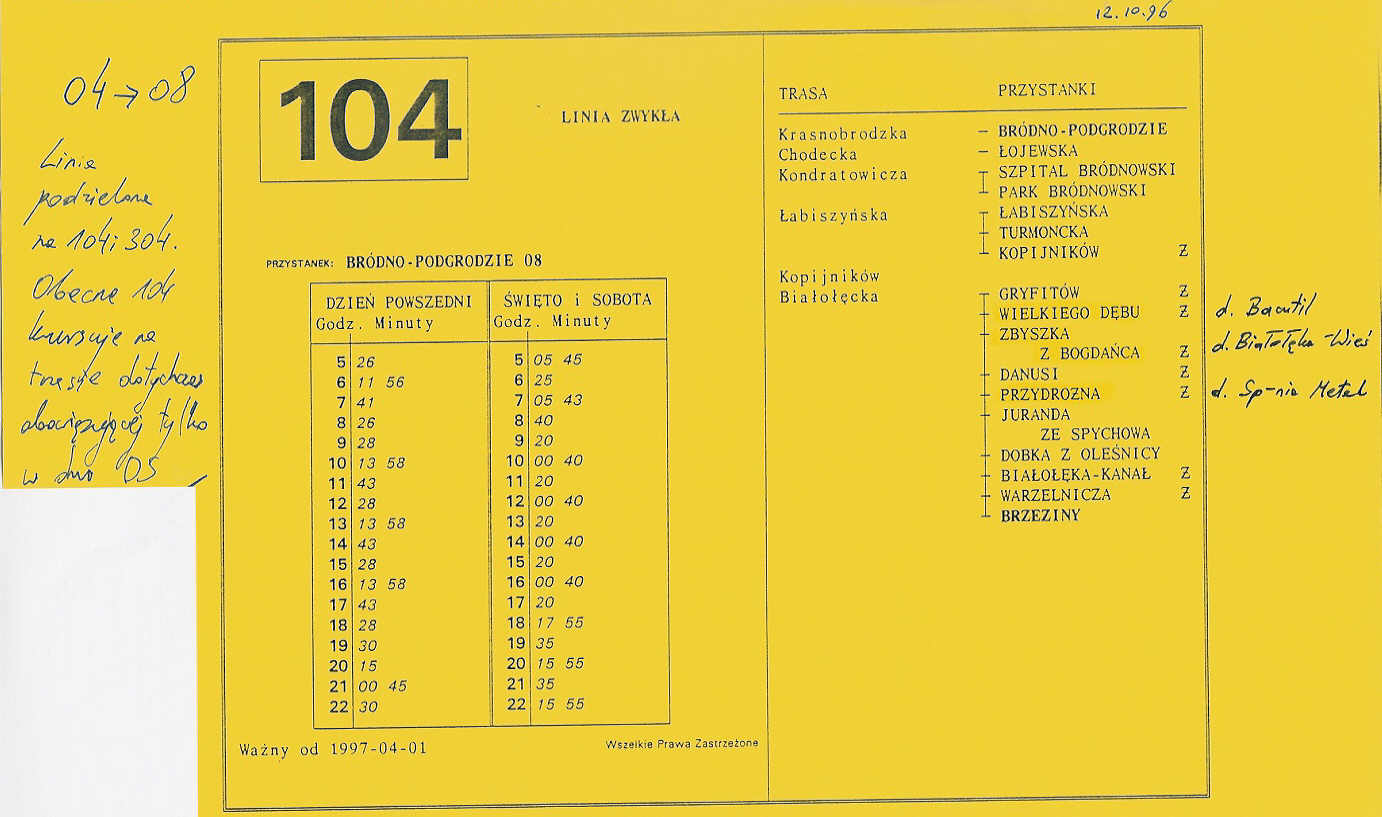 12.10.96
04→08
Linia
podzielona
na 104 i 304.
Obecne 104
kursuje na
trasie dotychczas
obowiązującej tylko
w dni DS
104
LINIA ZWYKŁA
PRZYSTANEK: BRÓDNO-PODGRODZIE 08
DZIEŃ POWSZEDNI ŚWIĘTO i SOBOTA
Godz. Minuty Godz. Minuty
5 26 5 05 45
6 11 56 6 25
7 41 7 05 43
8 26 8 40
9 28 9 20
10 13 58 10 00 40
11 43 11 20
12 28 12 00 40
13 13 58 13 20
14 43 14 00 40
15 28 15 20
16 13 58 16 00 40
17 43 17 20
18 28 18 17 55
19 30 19 35
20 15 20 15 55
21 00 45 21 35
22 30 22 15 55
Ważny od 1997-04-01
Wszelkie Prawa Zastrzeżone
TRASA PRZYSTANKI
Krasnobrodzka - BRÓDNO-PODGRODZIE
Chodecka - ŁOJEWSKA
Kondratowicza SZPITAL BRÓDNOWSKI
PARK BRÓDNOWSKI
Łabiszyńska ŁABISZYŃSKA
TURMONCKA
KOPIJNIKÓW Ż
Kopijników
Białołęcka GRYFITÓW Ż
WIELKIEGO DĘBU Ż d. Bacutil
ZBYSZKA
Z BOGDAŃCA Ż d. Białołęka-Wieś
DANUSI Ż
PRZYDROŻNA Ż d. Sp-nia Metal
JURANDA
ZE SPYCHOWA
DOBKA Z OLEŚNICY
BIAŁOŁĘKA-KANAŁ Ż
WARZELNICZA Ż
BRZEZINY